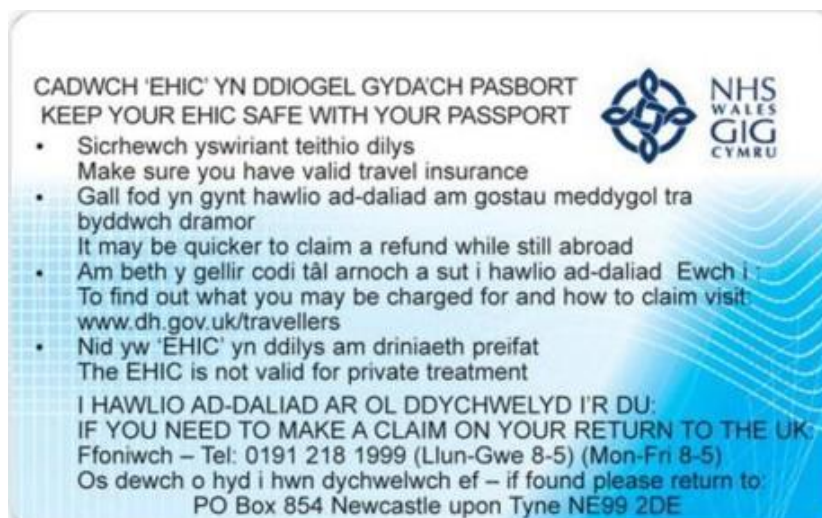 CADWCH 'EHIC' YN DDIOGEL GYDA'CH PASBORT
KEEP YOUR EHIC SAFE WITH YOUR PASSPORT
NHS
WALES
GIG
CYMRU
• Sicrhewch yswiriant teithio dilys
Make sure you have valid travel insurance
• Gall fod yn gynt hawlio ad-daliad am gostau meddygol tra
byddwch dramor
It may be quicker to claim a refund while still abroad
• Am beth y gellir codi tâl arnoch a sut i hawlio ad-daliad Ewch i :
To find out what you may be charged for and how to claim visit:
www.dh.gov.uk/travellers
• Nid yw 'EHIC' yn ddilys am driniaeth preifat
The EHIC is not valid for private treatment
I HAWLIO AD-DALIAD AR OL DDYCHWELYD I'R DU:
IF YOU NEED TO MAKE A CLAIM ON YOUR RETURN TO THE UK:
Ffoniwch – Tel: 0191 218 1999 (Llun-Gwe 8-5) (Mon-Fri 8-5)
Os dewch o hyd i hwn dychwelwch ef – if found please return to:
PO Box 854 Newcastle upon Tyne NE99 2DE